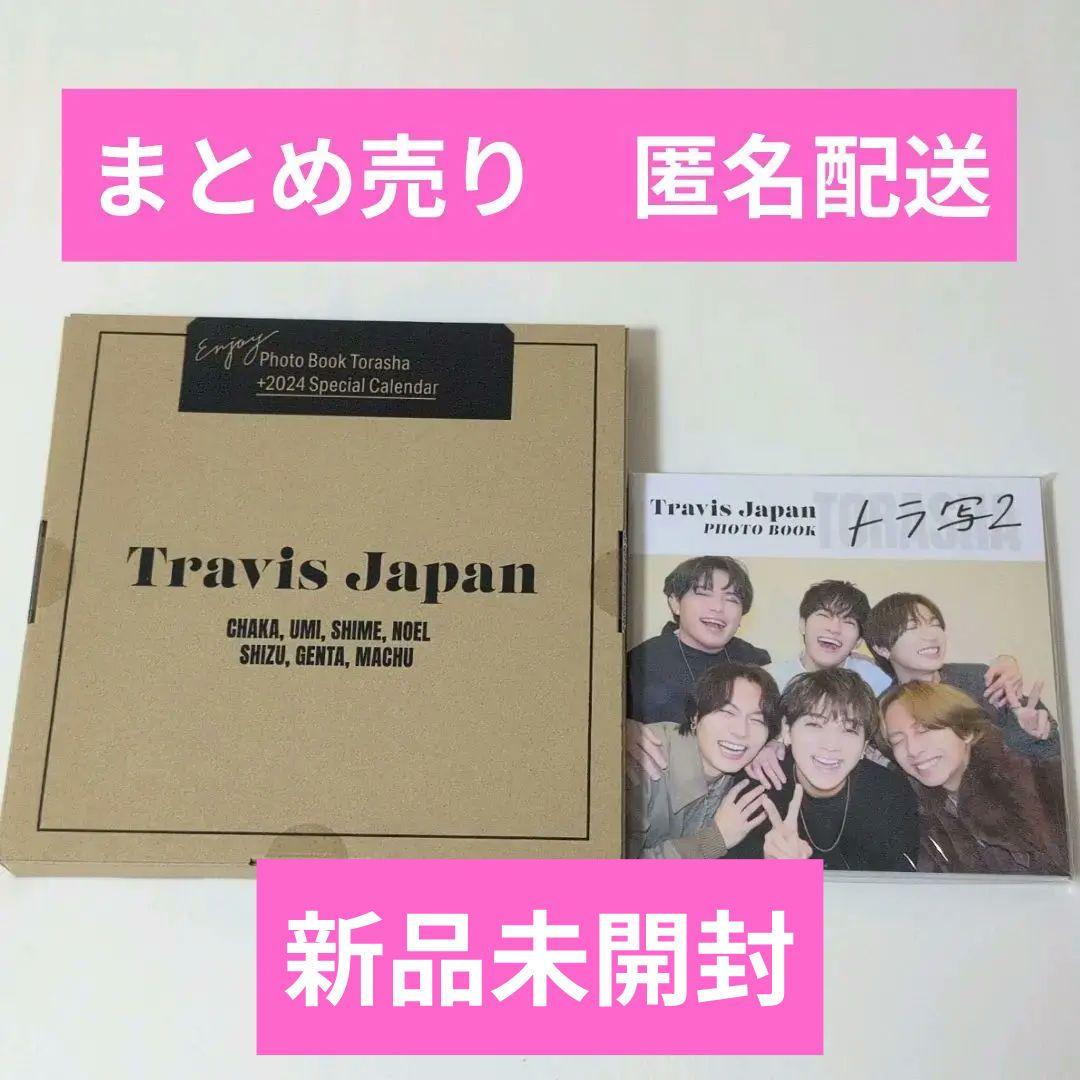 まとめ売り　匿名配送
Enjoy
Photo Book Torasha
+2024 Special Calendar
Travis Japan
CHAKA, UMI, SHIME, NOEL
SHIZU, GENTA, MACHU
Travis Japan
PHOTO BOOK
TORASHA
トラ写2
新品未開封